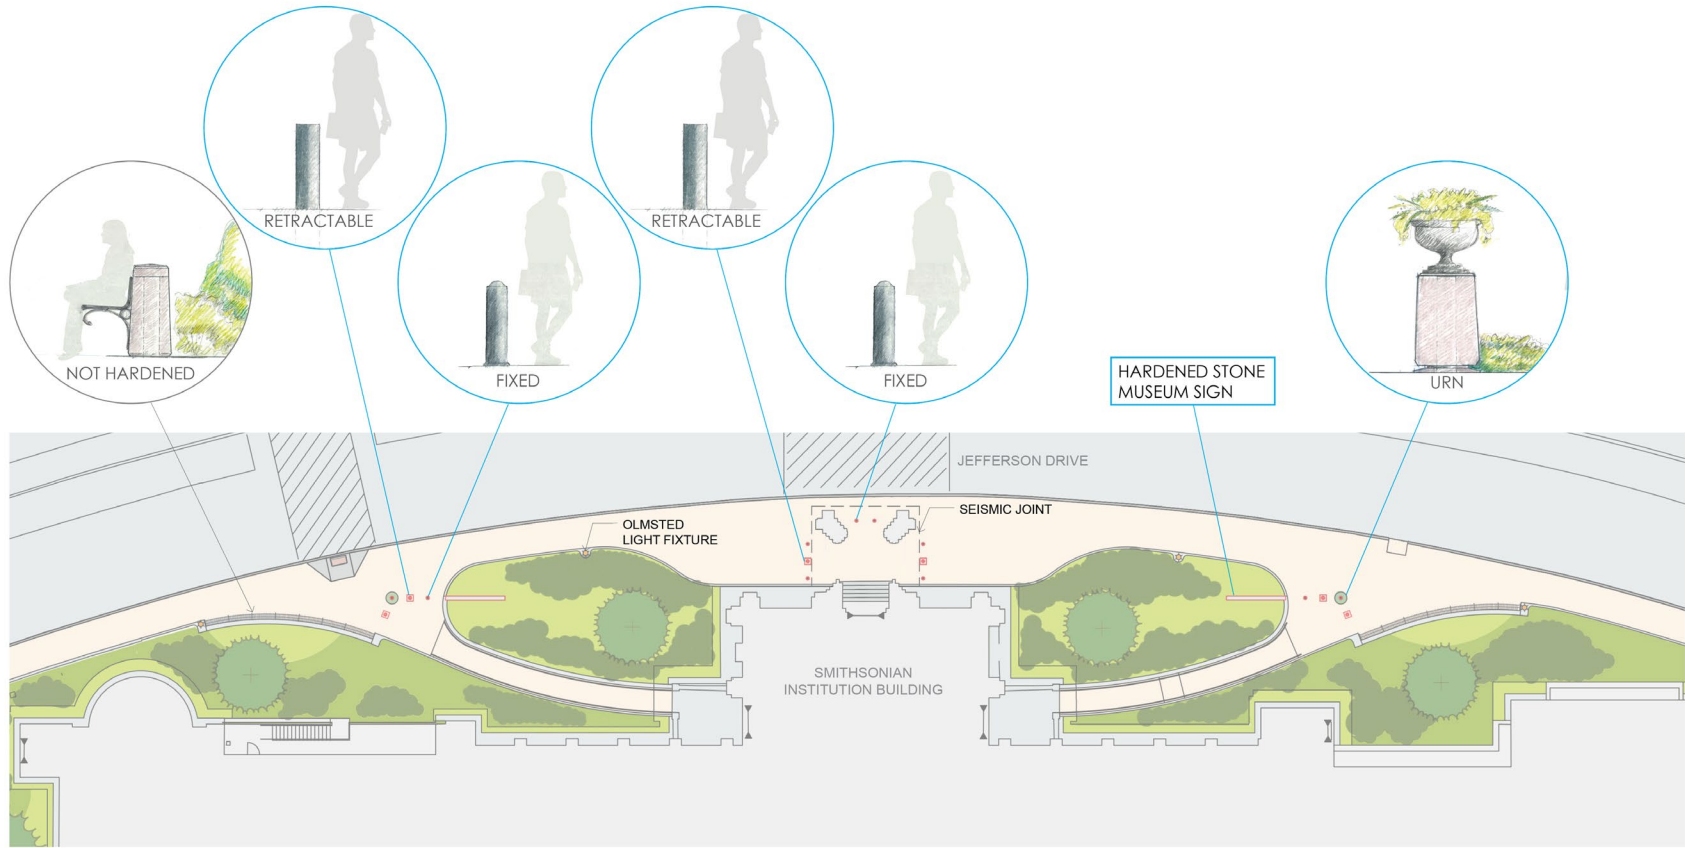 RETRACTABLE
RETRACTABLE
NOT HARDENED
FIXED
FIXED
HARDENED STONE
MUSEUM SIGN
URN
JEFFERSON DRIVE
OLMSTED
LIGHT FIXTURE
SEISMIC JOINT
SMITHSONIAN
INSTITUTION BUILDING